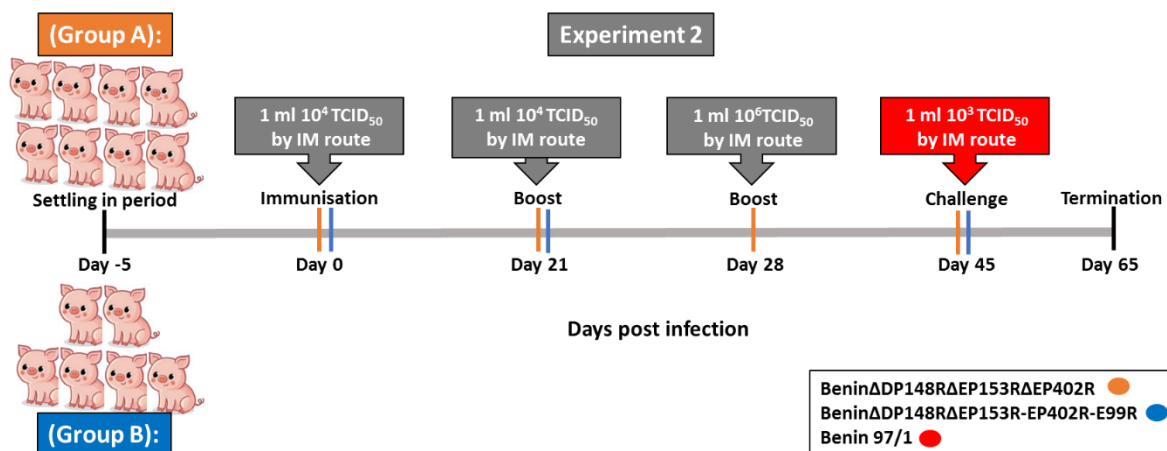 (Group A):
Experiment 2
1 ml 10⁴ TCID₅₀
by IM route
1 ml 10⁴ TCID₅₀
by IM route
1 ml 10⁶TCID₅₀
by IM route
1 ml 10³ TCID₅₀
by IM route
Settling in period
Immunisation
Boost
Boost
Challenge
Termination
Day -5
Day 0
Day 21
Day 28
Day 45
Day 65
Days post infection
(Group B):
BeninΔDP148RΔEP153RΔEP402R
BeninΔDP148RΔEP153R-EP402R-E99R
Benin 97/1